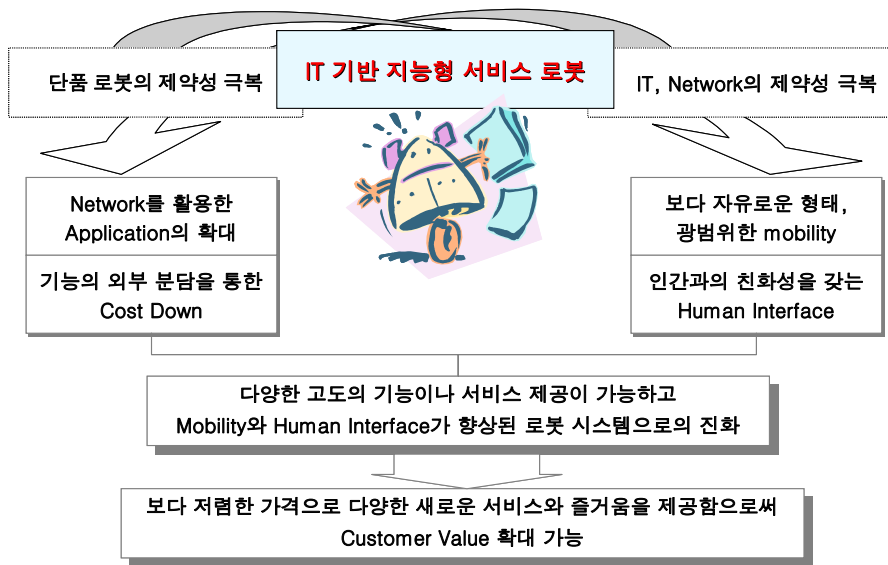 IT 기반 지능형 서비스 로봇
단품 로봇의 제약성 극복
IT, Network의 제약성 극복
Network를 활용한
Application의 확대
기능의 외부 분담을 통한
Cost Down
보다 자유로운 형태,
광범위한 mobility
인간과의 친화성을 갖는
Human Interface
다양한 고도의 기능이나 서비스 제공이 가능하고
Mobility와 Human Interface가 향상된 로봇 시스템으로의 진화
보다 저렴한 가격으로 다양한 새로운 서비스와 즐거움을 제공함으로써
Customer Value 확대 가능